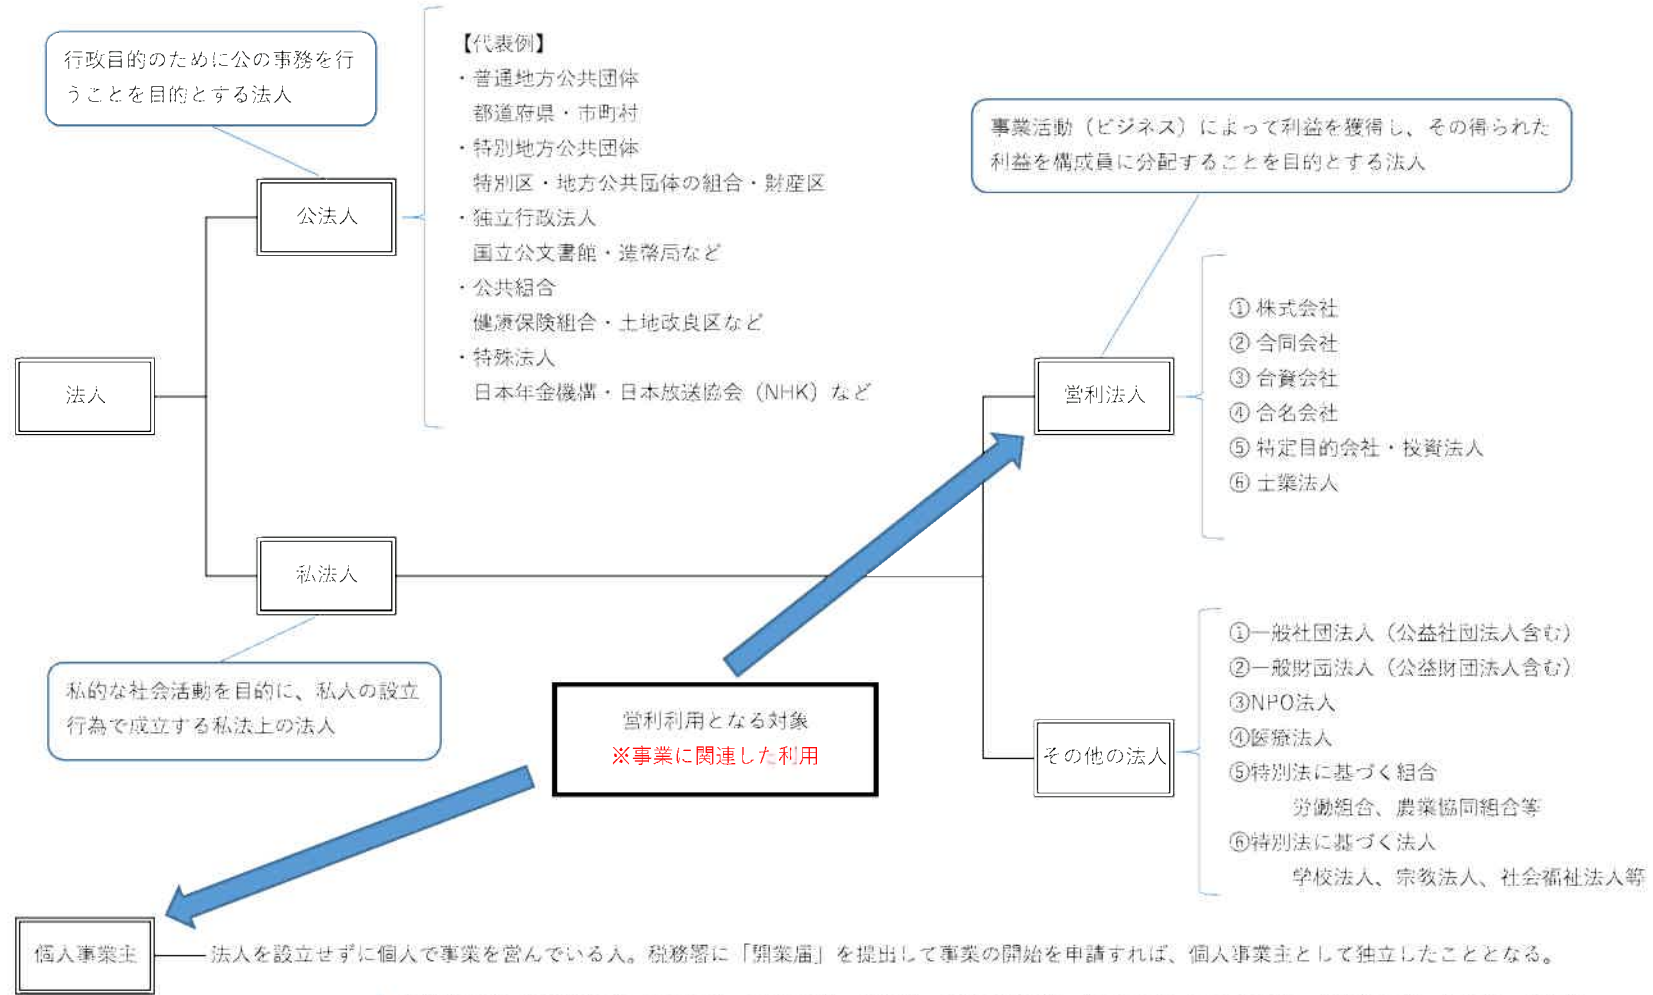 行政目的のために公の事務を行
うことを目的とする法人
【代表例】
・普通地方公共団体
都道府県・市町村
・特別地方公共団体
特別区・地方公共団体の組合・財産区
・独立行政法人
国立公文書館・造幣局など
・公共組合
健康保険組合・土地改良区など
・特殊法人
日本年金機構・日本放送協会（NHK）など
公法人
法人
私法人
私的な社会活動を目的に、私人の設立
行為で成立する私法上の法人
事業活動（ビジネス）によって利益を獲得し、その得られた
利益を構成員に分配することを目的とする法人
営利法人
① 株式会社
② 合同会社
③ 合資会社
④ 合名会社
⑤ 特定目的会社・投資法人
⑥ 士業法人
営利利用となる対象
※事業に関連した利用
その他の法人
①一般社団法人（公益社団法人含む）
②一般財団法人（公益財団法人含む）
③NPO法人
④医療法人
⑤特別法に基づく組合
労働組合、農業協同組合等
⑥特別法に基づく法人
学校法人、宗教法人、社会福祉法人等
個人事業主
法人を設立せずに個人で事業を営んでいる人。税務署に「開業届」を提出して事業の開始を申請すれば、個人事業主として独立したこととなる。